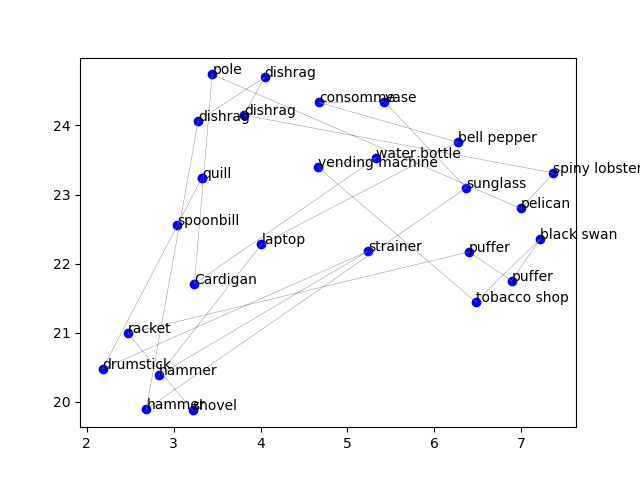 pole
dishrag
consomme
vase
dishrag
dishrag
bell pepper
water bottle
vending machine
spiny lobster
quill
sunglass
pelican
spoonbill
black swan
laptop
strainer
puffer
Cardigan
puffer
tobacco shop
racket
drumstick
hammer
hammer
shovel
24
23
22
21
20
2 3 4 5 6 7